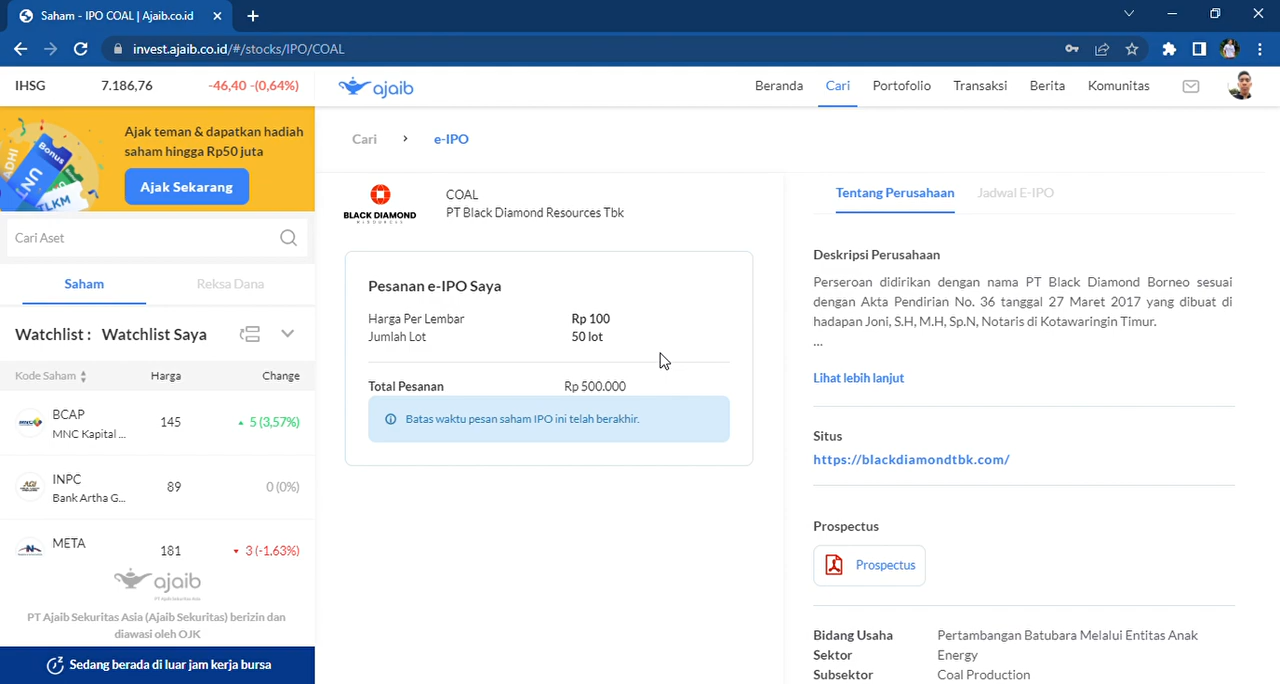 Saham - IPO COAL | Ajaib.co.id
invest.ajaib.co.id/#/stocks/IPO/COAL
IHSG 7.186,76 -46,40 -(0,64%)
ajaib
Beranda Cari Portofolio Transaksi Berita Komunitas
Ajak teman & dapatkan hadiah
saham hingga Rp50 juta
Ajak Sekarang
Bonus
ADHI
UN
TLKM
Cari Aset
Saham Reksa Dana
Watchlist : Watchlist Saya
Kode Saham Harga Change
BCAP 145 5 (3,57%)
MNC Kapital ...
INPC 89 0 (0%)
Bank Artha G...
META 181 3 (-1.63%)
ajaib
PT Ajaib Sekuritas Asia
PT Ajaib Sekuritas Asia (Ajaib Sekuritas) berizin dan
diawasi oleh OJK
Sedang berada di luar jam kerja bursa
Cari > e-IPO
BLACK DIAMOND
RESOURCES
COAL
PT Black Diamond Resources Tbk
Pesanan e-IPO Saya
Harga Per Lembar Rp 100
Jumlah Lot 50 lot
Total Pesanan Rp 500.000
Batas waktu pesan saham IPO ini telah berakhir.
Tentang Perusahaan Jadwal E-IPO
Deskripsi Perusahaan
Perseroan didirikan dengan nama PT Black Diamond Borneo sesuai
dengan Akta Pendirian No. 36 tanggal 27 Maret 2017 yang dibuat di
hadapan Joni, S.H, M.H, Sp.N, Notaris di Kotawaringin Timur.
...
Lihat lebih lanjut
Situs
https://blackdiamondtbk.com/
Prospectus
Prospectus
Bidang Usaha Pertambangan Batubara Melalui Entitas Anak
Sektor Energy
Subsektor Coal Production